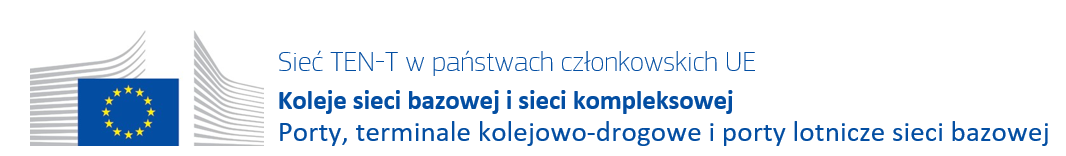 Sieć TEN-T w państwach członkowskich UE
Koleje sieci bazowej i sieci kompleksowej
Porty, terminale kolejowo-drogowe i porty lotnicze sieci bazowej